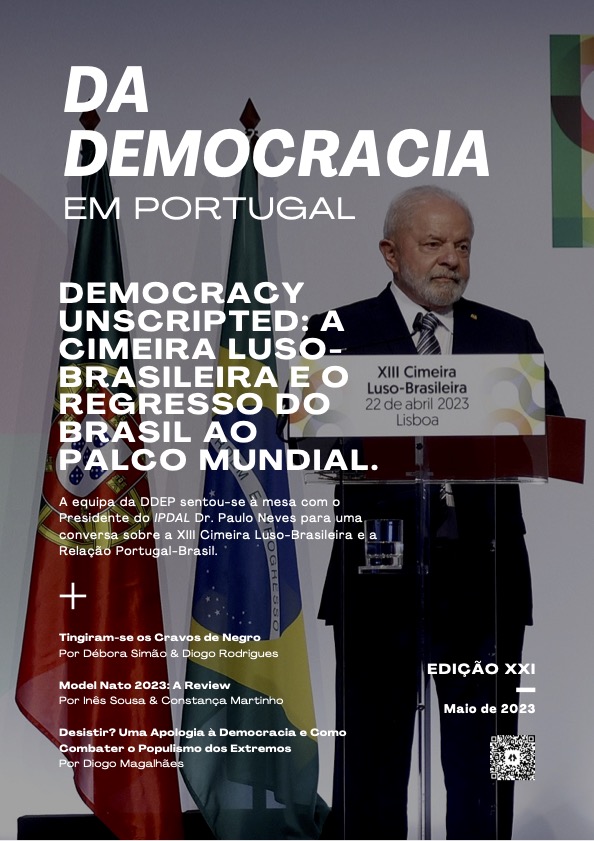 DA
DEMOCRACIA
EM PORTUGAL
DEMOCRACY
UNSCRIPTED: A
CIMEIRA LUSO-
BRASILEIRA E O
REGRESSO DO
BRASIL AO
PALCO MUNDIAL.
XIII Cimeira
Luso-Brasileira
22 de abril 2023
Lisboa
A equipa da DDEP sentou-se à mesa com o
Presidente do IPDAL Dr. Paulo Neves para uma
conversa sobre a XIII Cimeira Luso-Brasileira e a
Relação Portugal-Brasil.
+
Tingiram-se os Cravos de Negro
Por Débora Simão & Diogo Rodrigues
Model Nato 2023: A Review
Por Inês Sousa & Constança Martinho
Desistir? Uma Apologia à Democracia e Como
Combater o Populismo dos Extremos
Por Diogo Magalhães
EDIÇÃO XXI
Maio de 2023